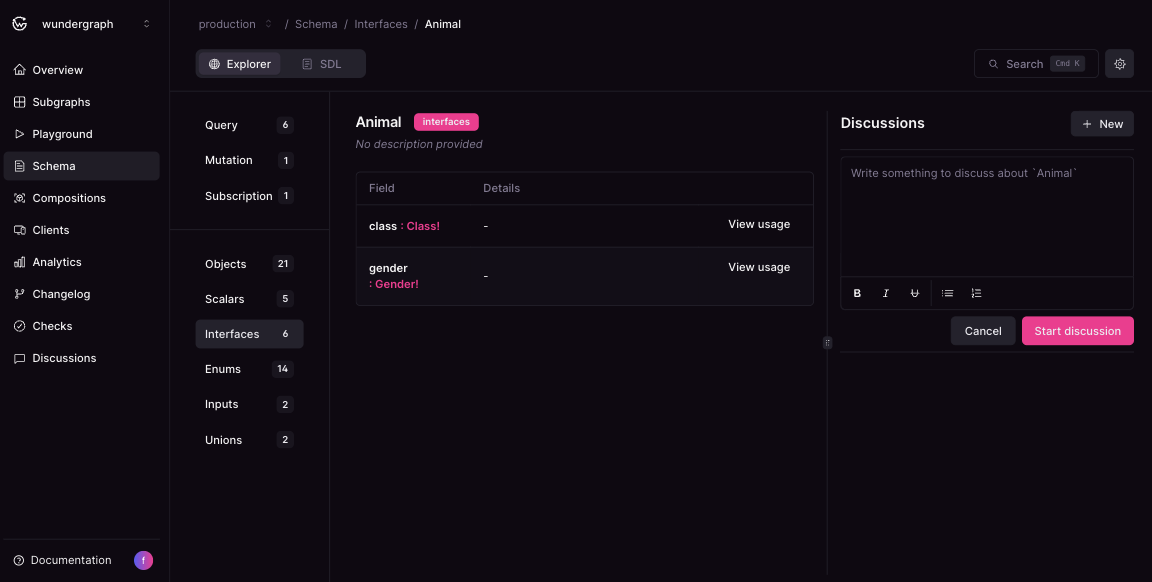 wundergraph
production / Schema / Interfaces / Animal
Overview
Subgraphs
Playground
Schema
Compositions
Clients
Analytics
Changelog
Checks
Discussions
Documentation
f
Explorer
SDL
Search Cmd K
Query 6
Mutation 1
Subscription 1
Objects 21
Scalars 5
Interfaces 6
Enums 14
Inputs 2
Unions 2
Animal interfaces
No description provided
Field Details
class : Class! - View usage
gender
: Gender! - View usage
Discussions
+ New
Write something to discuss about `Animal`
B I U
Cancel
Start discussion